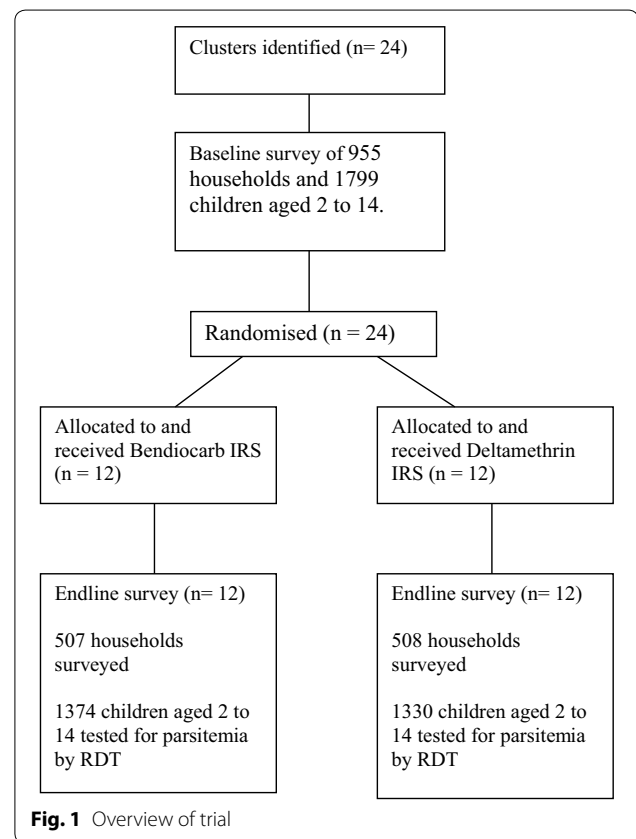 Clusters identified (n= 24)
Baseline survey of 955
households and 1799
children aged 2 to 14.
Randomised (n = 24)
Allocated to and
received Bendiocarb IRS
(n = 12)
Allocated to and
received Deltamethrin
IRS (n = 12)
Endline survey (n= 12)
507 households
surveyed
1374 children aged 2 to
14 tested for parsitemia
by RDT
Endline survey (n= 12)
508 households
surveyed
1330 children aged 2 to
14 tested for parsitemia
by RDT
Fig. 1 Overview of trial